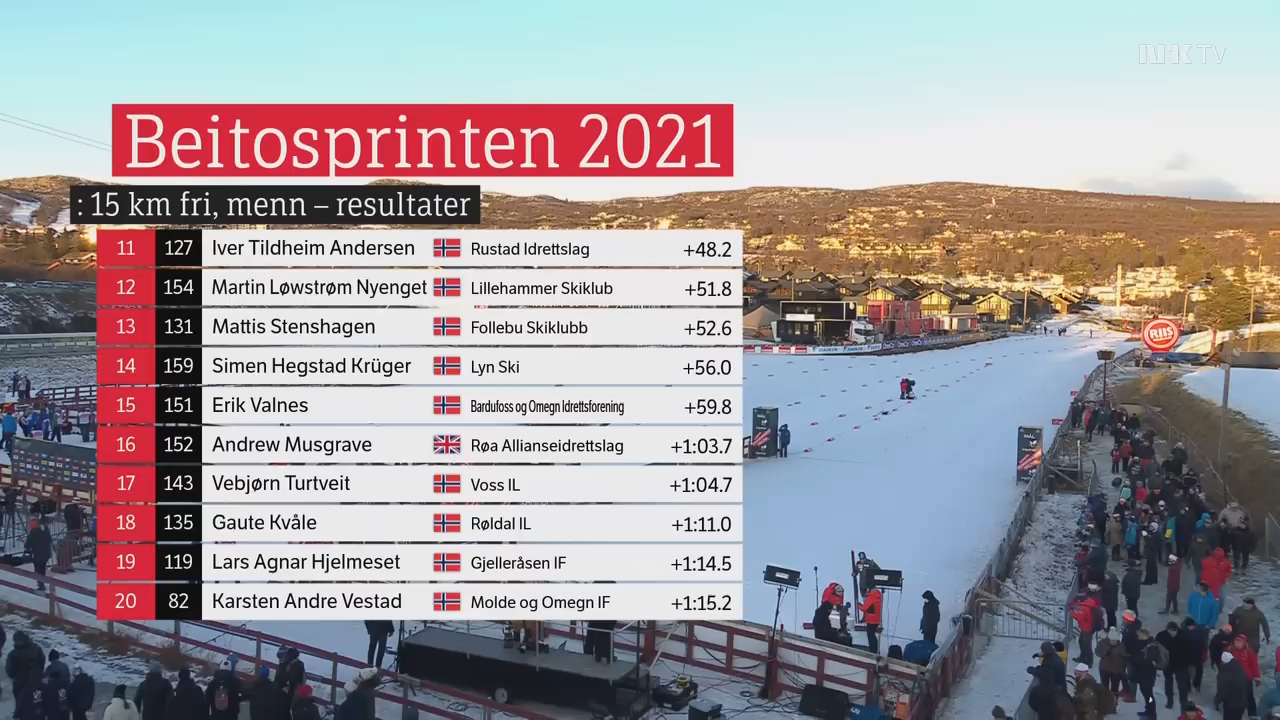 NRK TV
Beitosprinten 2021
: 15 km fri, menn – resultater
11 127 Iver Tildheim Andersen Rustad Idrettslag +48.2
12 154 Martin Løwstrøm Nyenget Lillehammer Skiklub +51.8
13 131 Mattis Stenshagen Follebu Skiklubb +52.6
14 159 Simen Hegstad Krüger Lyn Ski +56.0
15 151 Erik Valnes Bardufoss og Omegn Idrettsforening +59.8
16 152 Andrew Musgrave Røa Allianseidrettslag +1:03.7
17 143 Vebjørn Turtveit Voss IL +1:04.7
18 135 Gaute Kvåle Røldal IL +1:11.0
19 119 Lars Agnar Hjelmeset Gjelleråsen IF +1:14.5
20 82 Karsten Andre Vestad Molde og Omegn IF +1:15.2
RIIS
MÅL